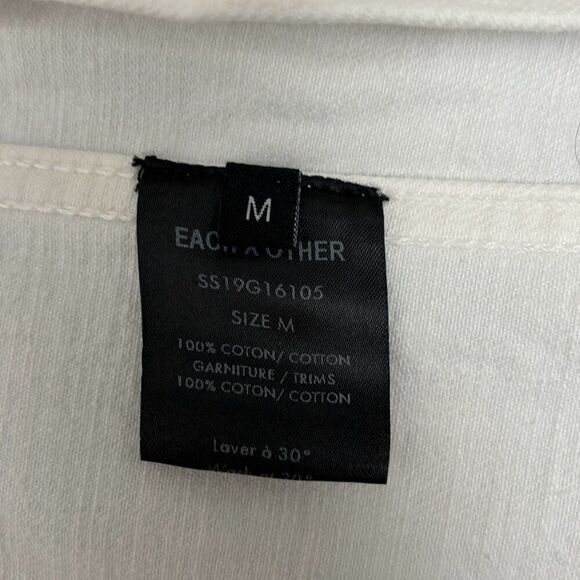 M
EACH X OTHER
SS19G16105
SIZE M
100% COTON/ COTTON
GARNITURE / TRIMS
100% COTON/ COTTON
Laver à 30°